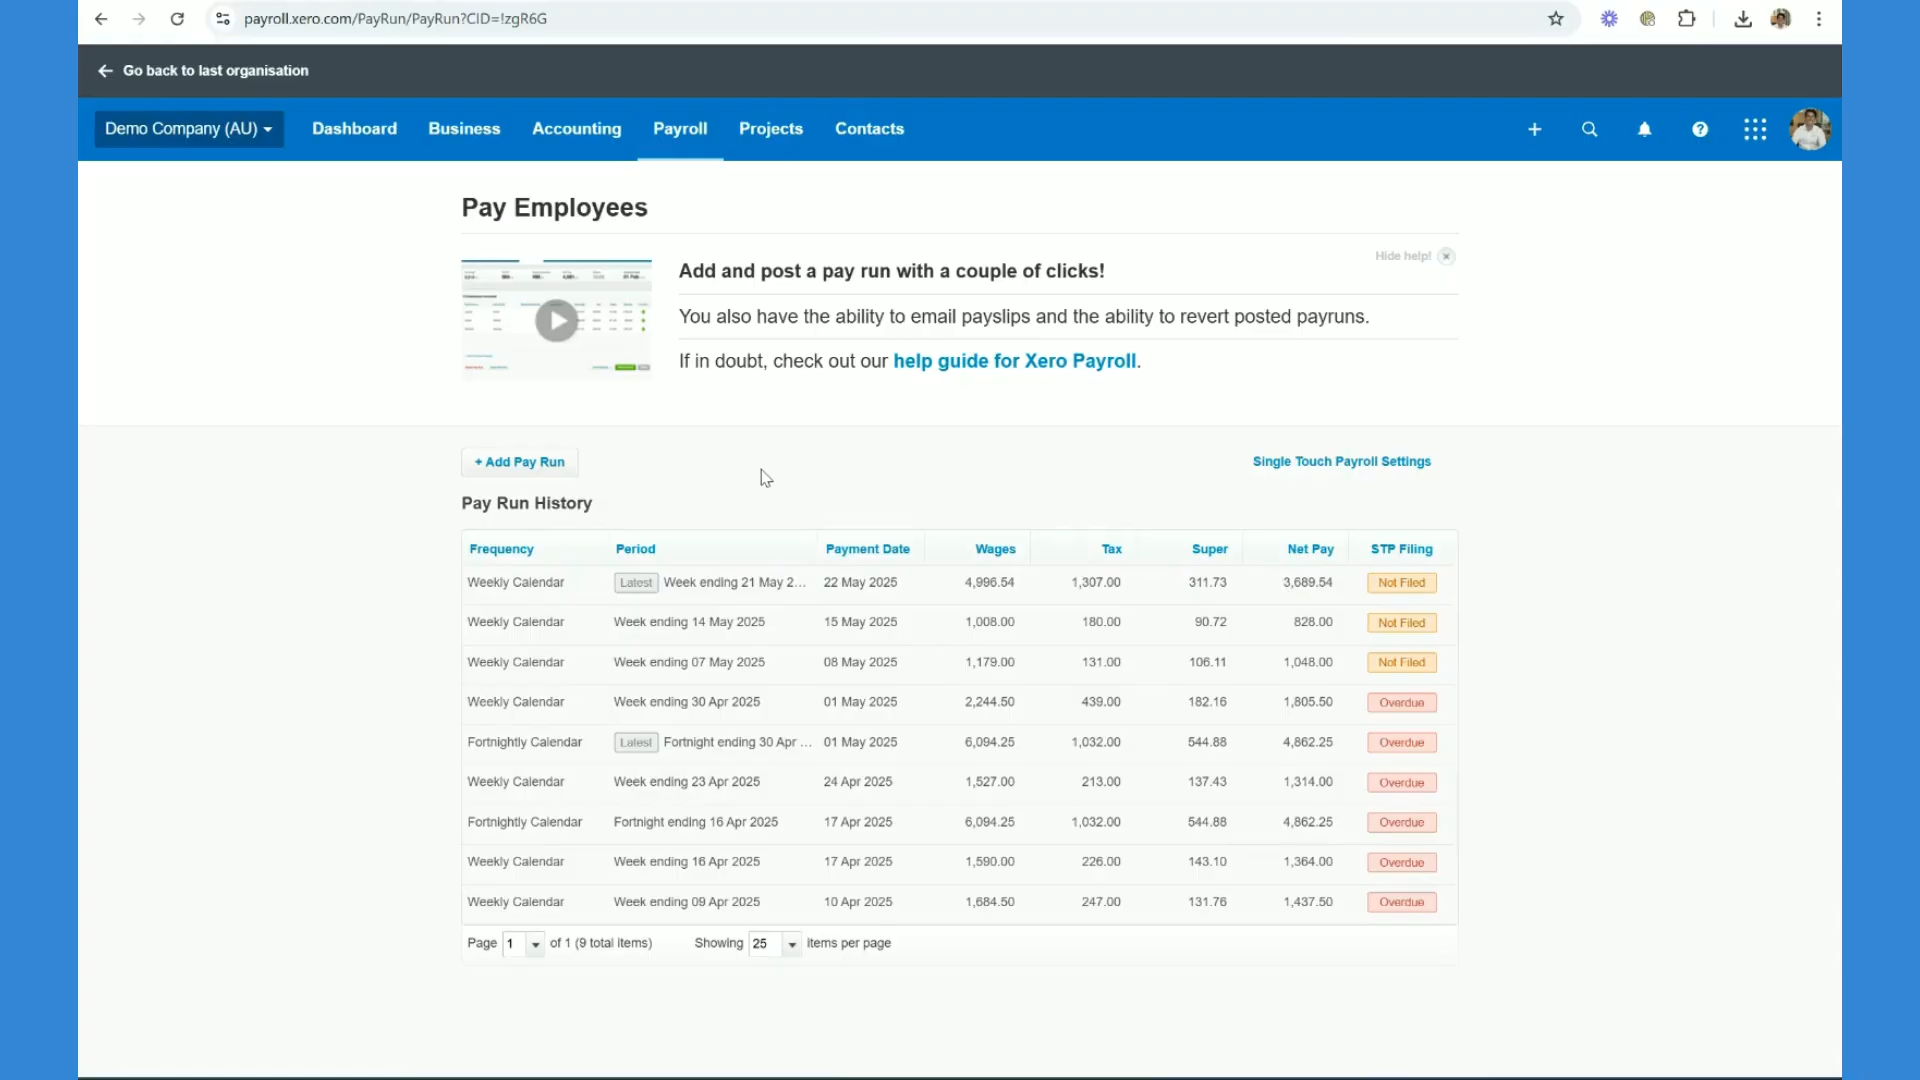 payroll.xero.com/PayRun/PayRun?CID=!zgR6G
Go back to last organisation
Demo Company (AU) Dashboard Business Accounting Payroll Projects Contacts
Pay Employees
Hide help!
Add and post a pay run with a couple of clicks!
You also have the ability to email payslips and the ability to revert posted payruns.
If in doubt, check out our help guide for Xero Payroll.
+ Add Pay Run Single Touch Payroll Settings
Pay Run History
Frequency Period Payment Date Wages Tax Super Net Pay STP Filing
Weekly Calendar Latest Week ending 21 May 2... 22 May 2025 4,996.54 1,307.00 311.73 3,689.54 Not Filed
Weekly Calendar Week ending 14 May 2025 15 May 2025 1,008.00 180.00 90.72 828.00 Not Filed
Weekly Calendar Week ending 07 May 2025 08 May 2025 1,179.00 131.00 106.11 1,048.00 Not Filed
Weekly Calendar Week ending 30 Apr 2025 01 May 2025 2,244.50 439.00 182.16 1,805.50 Overdue
Fortnightly Calendar Latest Fortnight ending 30 Apr ... 01 May 2025 6,094.25 1,032.00 544.88 4,862.25 Overdue
Weekly Calendar Week ending 23 Apr 2025 24 Apr 2025 1,527.00 213.00 137.43 1,314.00 Overdue
Fortnightly Calendar Fortnight ending 16 Apr 2025 17 Apr 2025 6,094.25 1,032.00 544.88 4,862.25 Overdue
Weekly Calendar Week ending 16 Apr 2025 17 Apr 2025 1,590.00 226.00 143.10 1,364.00 Overdue
Weekly Calendar Week ending 09 Apr 2025 10 Apr 2025 1,684.50 247.00 131.76 1,437.50 Overdue
Page 1 of 1 (9 total items) Showing 25 items per page